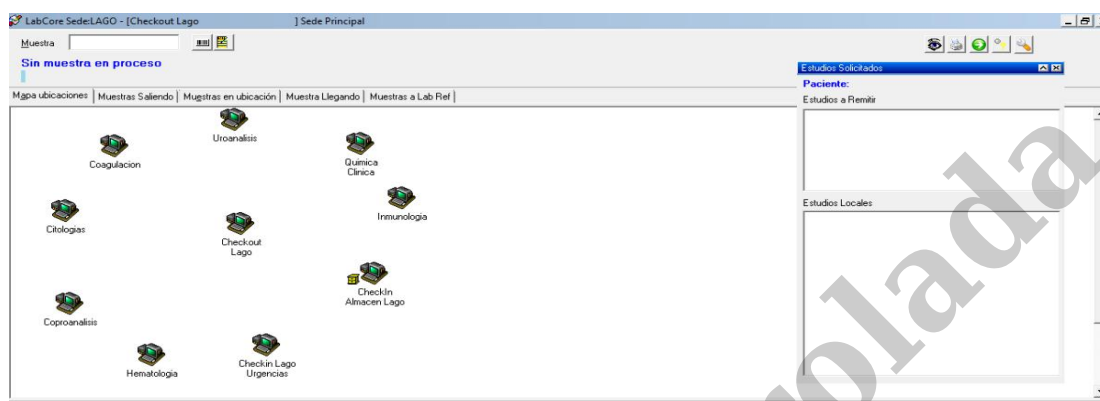 LabCore Sede:LAGO - [Checkout Lago ] Sede Principal
Muestra
Sin muestra en proceso
Mapa ubicaciones
Muestras Saliendo
Muestras en ubicación
Muestra Llegando
Muestras a Lab Ref
Estudios Solicitados
Paciente:
Estudios a Remitir
Estudios Locales
Uroanalisis
Coagulacion
Quimica
Clinica
Citologias
Inmunologia
Checkout
Lago
CheckIn
Almacen Lago
Coproanalisis
Hematologia
Checkin Lago
Urgencias
olada